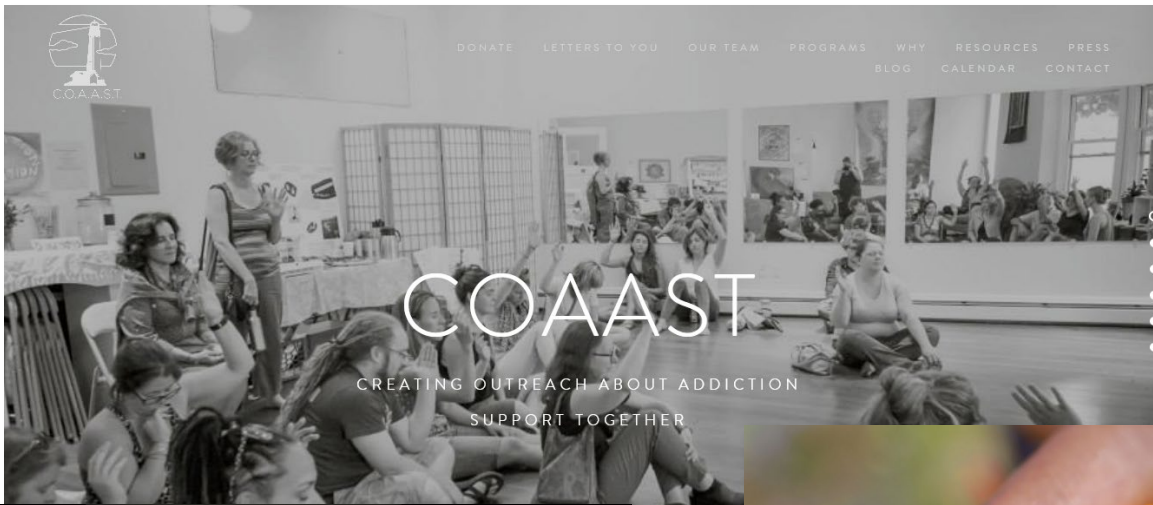 C.O.A.A.S.T.
DONATE LETTERS TO YOU OUR TEAM PROGRAMS WHY RESOURCES PRESS
BLOG CALENDAR CONTACT
COAAST
CREATING OUTREACH ABOUT ADDICTION
SUPPORT TOGETHER